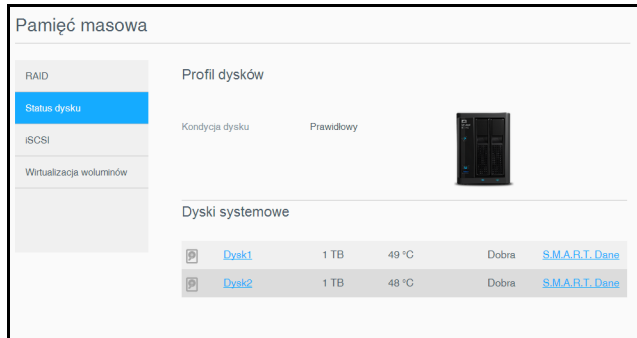 Pamięć masowa
RAID
Status dysku
iSCSI
Wirtualizacja woluminów
Profil dysków
Kondycja dysku Prawidłowy
Dyski systemowe
Dysk1 1 TB 49 °C Dobra S.M.A.R.T. Dane
Dysk2 1 TB 48 °C Dobra S.M.A.R.T. Dane